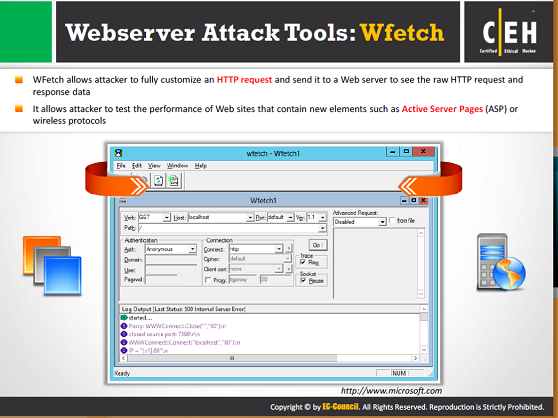 Webserver Attack Tools: Wfetch
C|EH
Certified Ethical Hacker
WFetch allows attacker to fully customize an HTTP request and send it to a Web server to see the raw HTTP request and
response data
It allows attacker to test the performance of Web sites that contain new elements such as Active Server Pages (ASP) or
wireless protocols
wfetch - Wfetch1
File Edit View Window Help
Wfetch1
Verb: GET Host: localhost Port: default Ver: 1.1
Path: /
Advanced Request:
Disabled from file
Authentication
Auth: Anonymous
Domain:
User:
Passwd:
Connection
Connect: http
Cipher: default
Client cert: none
Proxy: 80
Go!
Trace
Raw
Socket
Reuse
Log Output [Last Status: 500 Internal Server Error]
started....
Proxy; WWWConnect::Close("","80")\n
closed source port: 7398\r\n
WWWConnect::Connect("localhost","80")\n
IP = "[::1]:80"\n
Ready
NUM
http://www.microsoft.com
Copyright © by EC-Council. All Rights Reserved. Reproduction is Strictly Prohibited.